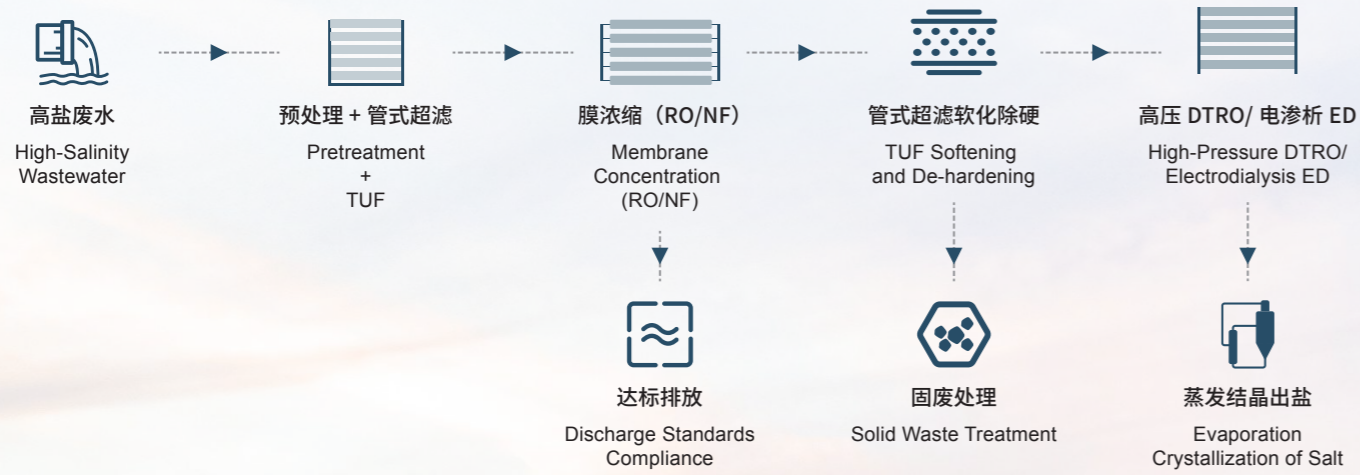 高盐废水
High-Salinity
Wastewater
预处理 + 管式超滤
Pretreatment
+
TUF
膜浓缩（RO/NF）
Membrane
Concentration
(RO/NF)
管式超滤软化除硬
TUF Softening
and De-hardening
高压 DTRO/ 电渗析 ED
High-Pressure DTRO/
Electrodialysis ED
达标排放
Discharge Standards
Compliance
固废处理
Solid Waste Treatment
蒸发结晶出盐
Evaporation
Crystallization of Salt